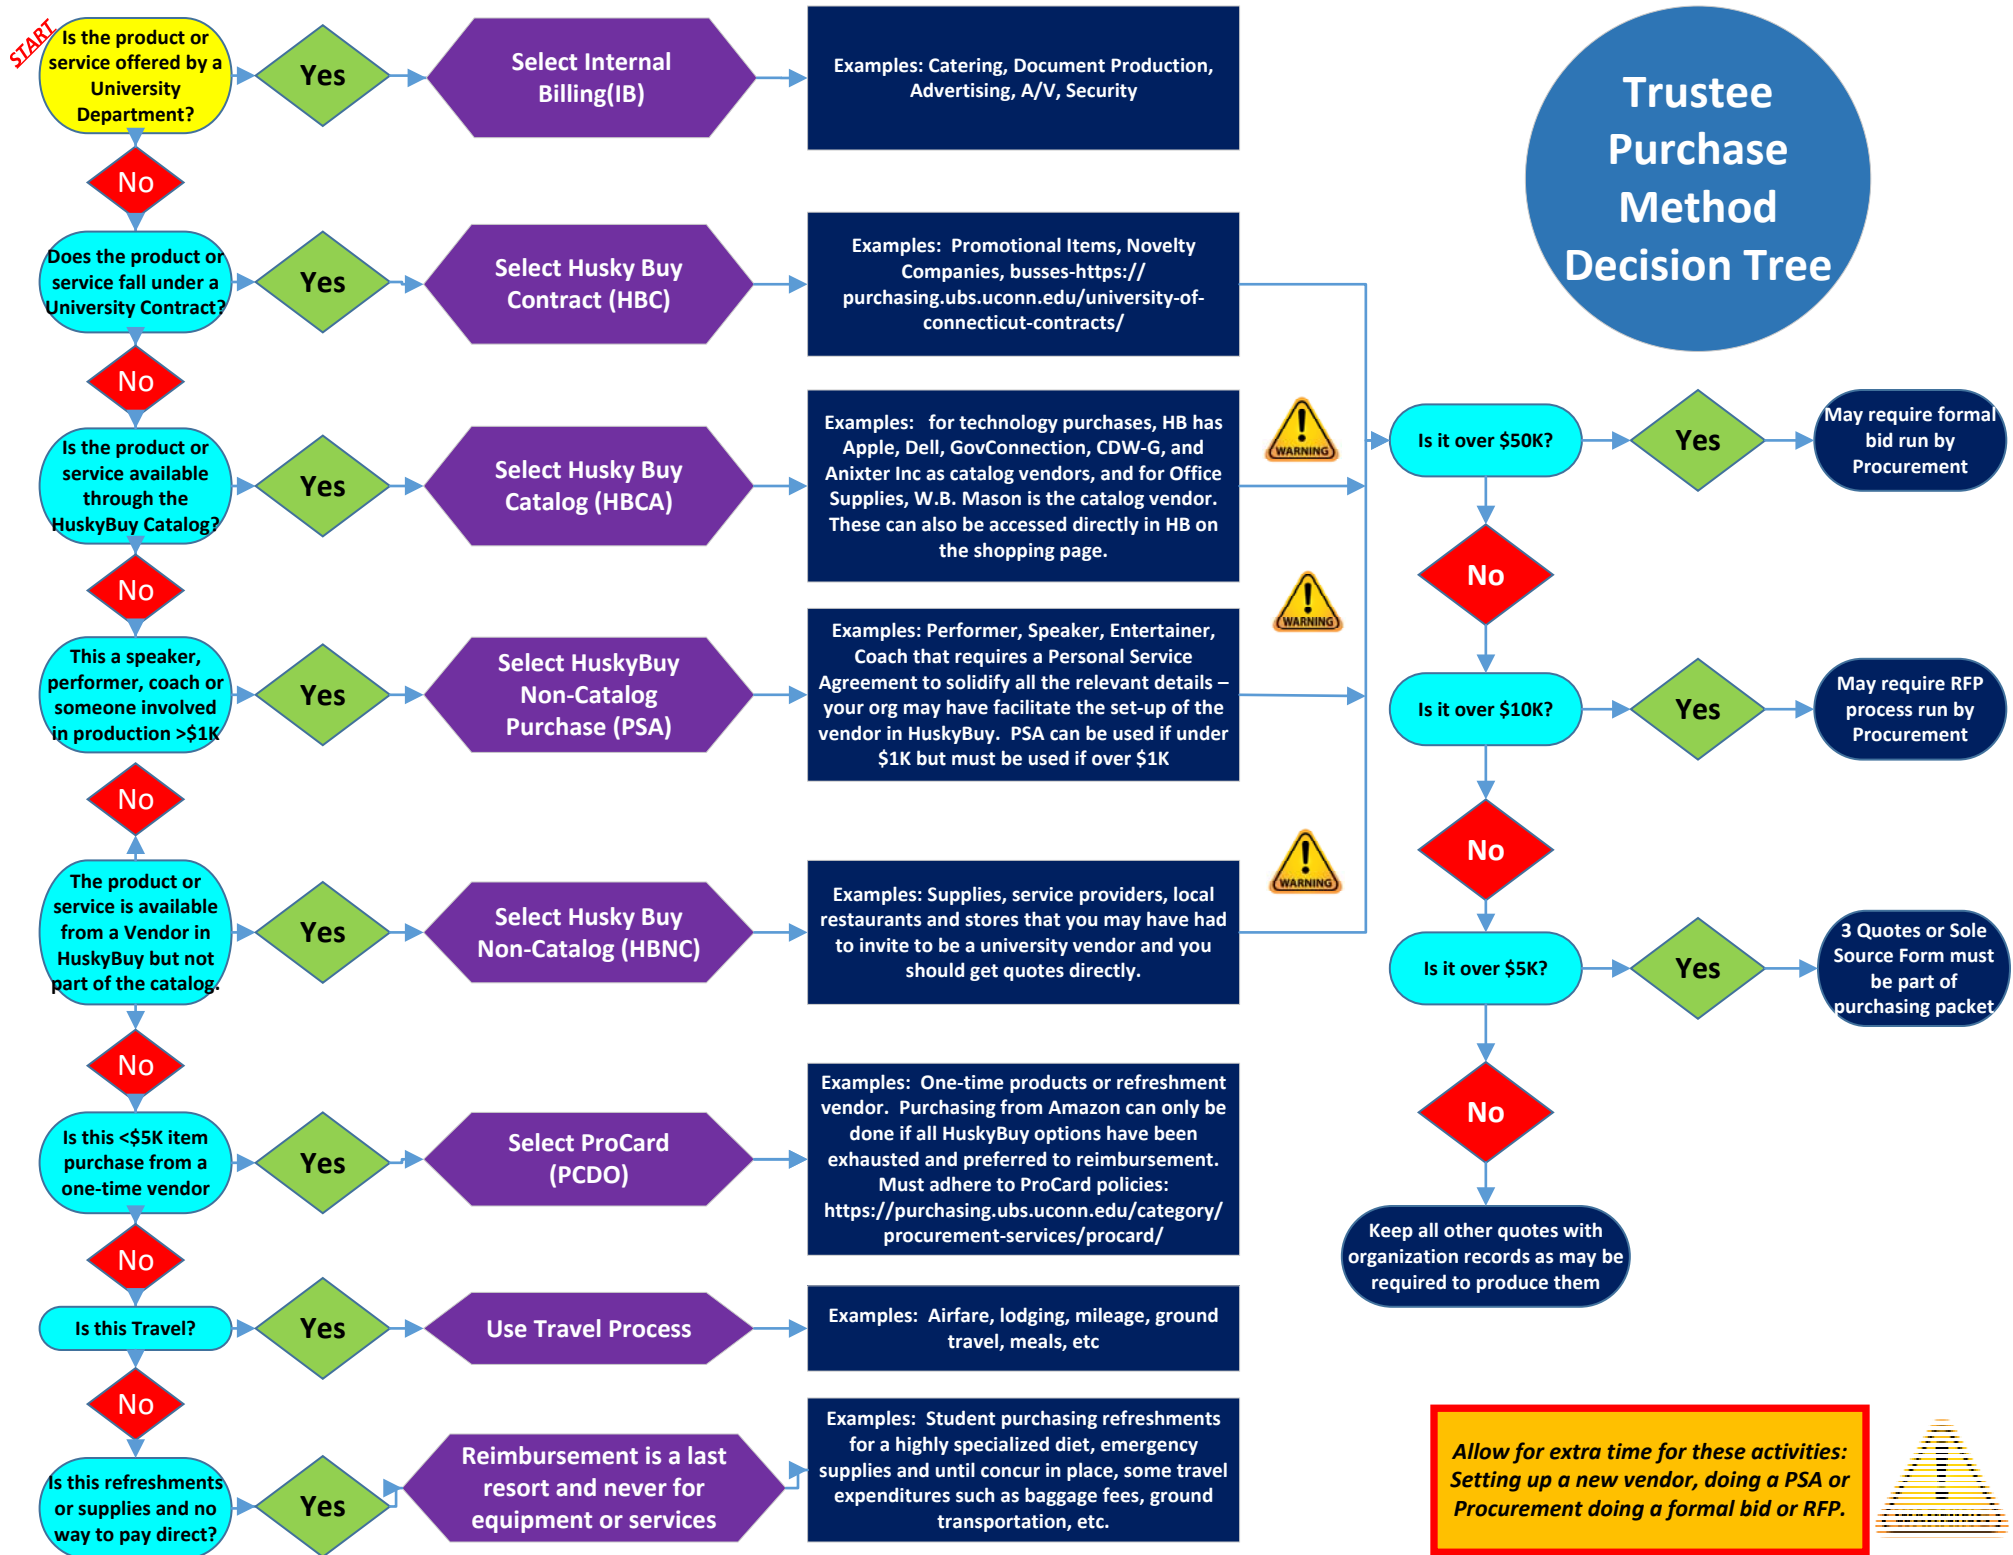 START
Is the product or
service offered by a
University
Department?
Yes
Select Internal
Billing(IB)
Examples: Catering, Document Production,
Advertising, A/V, Security
Trustee
Purchase
Method
Decision Tree
No
Does the product or
service fall under a
University Contract?
Yes
Select Husky Buy
Contract (HBC)
Examples: Promotional Items, Novelty
Companies, busses-https://
purchasing.ubs.uconn.edu/university-of-
connecticut-contracts/
No
Is the product or
service available
through the
HuskyBuy Catalog?
Yes
Select Husky Buy
Catalog (HBCA)
Examples: for technology purchases, HB has
Apple, Dell, GovConnection, CDW-G, and
Anixter Inc as catalog vendors, and for Office
Supplies, W.B. Mason is the catalog vendor.
These can also be accessed directly in HB on
the shopping page.
WARNING
Is it over $50K?
Yes
May require formal
bid run by
Procurement
No
No
WARNING
This a speaker,
performer, coach or
someone involved
in production >$1K
Yes
Select HuskyBuy
Non-Catalog
Purchase (PSA)
Examples: Performer, Speaker, Entertainer,
Coach that requires a Personal Service
Agreement to solidify all the relevant details –
your org may have facilitate the set-up of the
vendor in HuskyBuy. PSA can be used if under
$1K but must be used if over $1K
Is it over $10K?
Yes
May require RFP
process run by
Procurement
No
No
The product or
service is available
from a Vendor in
HuskyBuy but not
part of the catalog.
Yes
Select Husky Buy
Non-Catalog (HBNC)
Examples: Supplies, service providers, local
restaurants and stores that you may have had
to invite to be a university vendor and you
should get quotes directly.
WARNING
Is it over $5K?
Yes
3 Quotes or Sole
Source Form must
be part of
purchasing packet
No
No
Is this <$5K item
purchase from a
one-time vendor
Yes
Select ProCard
(PCDO)
Examples: One-time products or refreshment
vendor. Purchasing from Amazon can only be
done if all HuskyBuy options have been
exhausted and preferred to reimbursement.
Must adhere to ProCard policies:
https://purchasing.ubs.uconn.edu/category/
procurement-services/procard/
Keep all other quotes with
organization records as may be
required to produce them
No
Is this Travel?
Yes
Use Travel Process
Examples: Airfare, lodging, mileage, ground
travel, meals, etc
No
Is this refreshments
or supplies and no
way to pay direct?
Yes
Reimbursement is a last
resort and never for
equipment or services
Examples: Student purchasing refreshments
for a highly specialized diet, emergency
supplies and until concur in place, some travel
expenditures such as baggage fees, ground
transportation, etc.
Allow for extra time for these activities:
Setting up a new vendor, doing a PSA or
Procurement doing a formal bid or RFP.